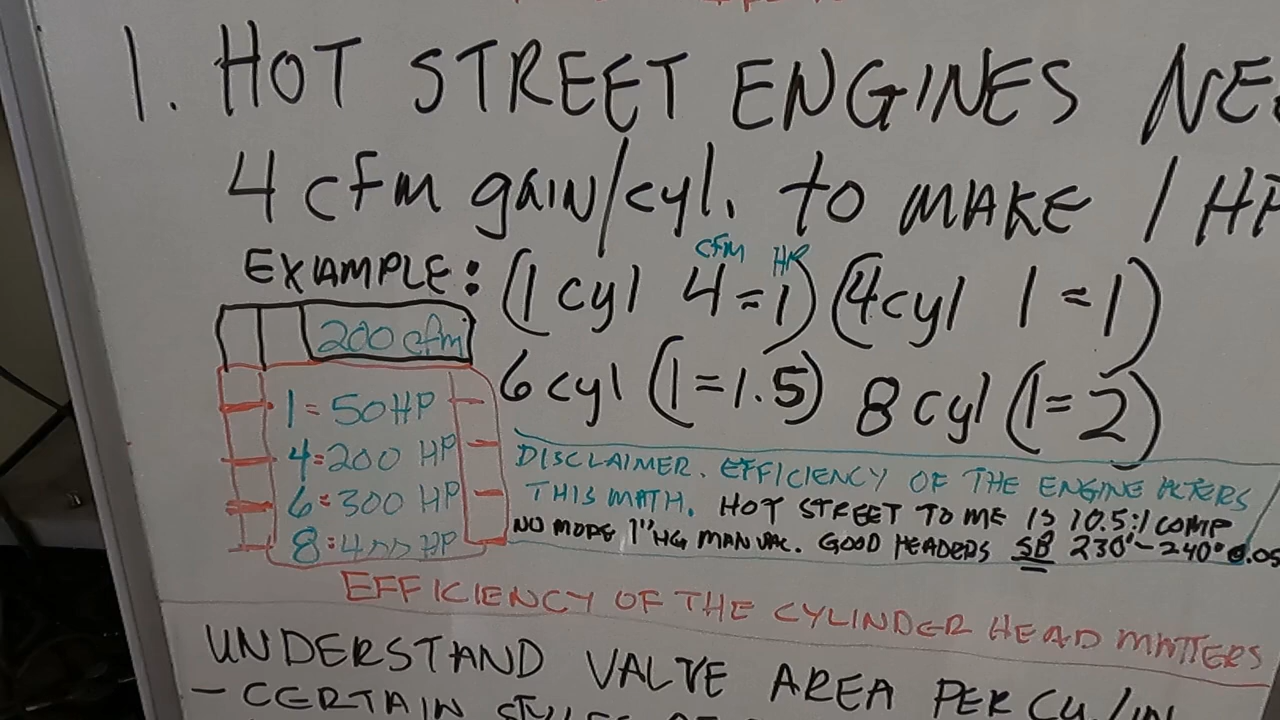 1. HOT STREET ENGINES
4 cfm gain/cyl. to MAKE 1 HP
EXAMPLE: (1 cyl 4 = 1) (4 cyl 1 = 1)
CFM HP
200 cfm
6 cyl (1 = 1.5) 8 cyl (1 = 2)
1 = 50 HP
4 = 200 HP
6 = 300 HP
8 = 400 HP
DISCLAIMER. EFFICIENCY OF THE ENGINE ALTERS
THIS MATH. HOT STREET TO ME IS 10.5:1 COMP
NO MORE 1" HG MAN VAC. GOOD HEADERS SB 230° - 240° @.05
EFFICIENCY OF THE CYLINDER HEAD MATTERS
UNDERSTAND VALVE AREA PER CU./IN
- CERTAIN